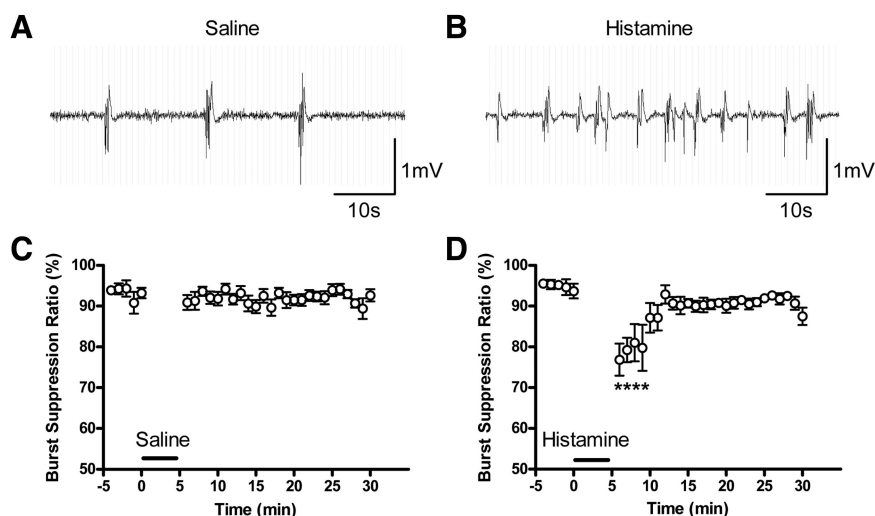 A
Saline
1mV
10s
B
Histamine
1mV
10s
C
Burst Suppression Ratio (%)
100
90
80
70
60
50
Saline
-5 0 5 10 15 20 25 30
Time (min)
D
Burst Suppression Ratio (%)
100
90
80
70
60
50
****
Histamine
-5 0 5 10 15 20 25 30
Time (min)